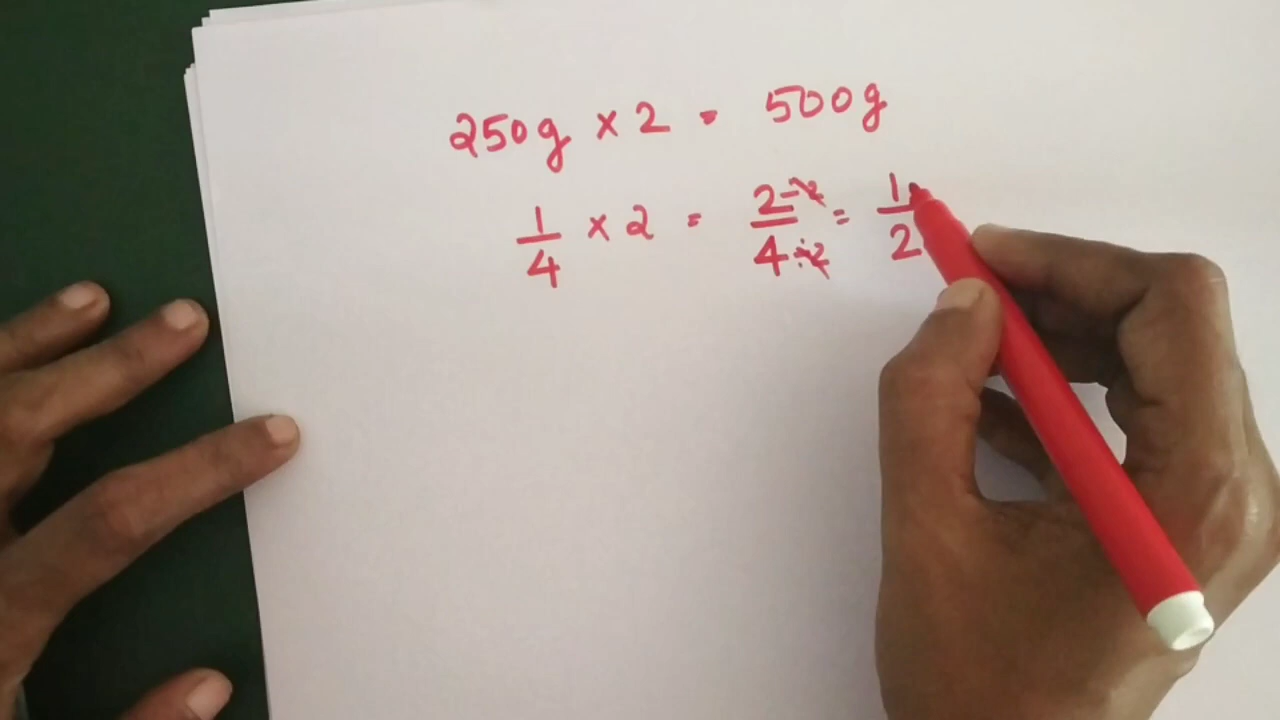 250g × 2 = 500g
1/4 × 2 = 2÷2/4÷2 = 1/2